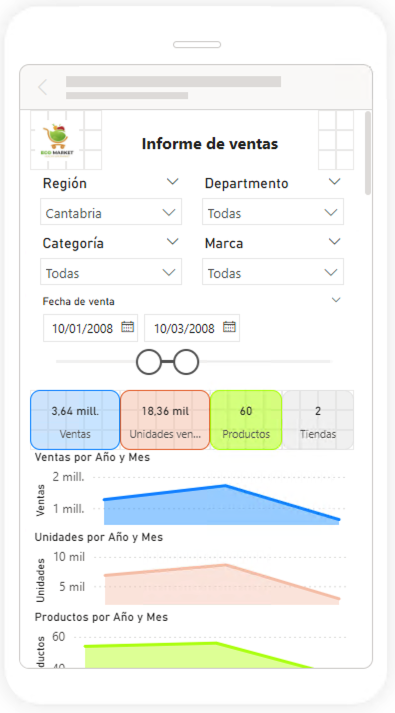 ECO MARKET
Informe de ventas
Región Departmento
Cantabria Todas
Categoría Marca
Todas Todas
Fecha de venta
10/01/2008 10/03/2008
3,64 mill. 18,36 mil 60 2
Ventas Unidades ven... Productos Tiendas
Ventas por Año y Mes
Ventas
2 mill.
1 mill.
Unidades por Año y Mes
Unidades
10 mil
5 mil
Productos por Año y Mes
ductos
60
40